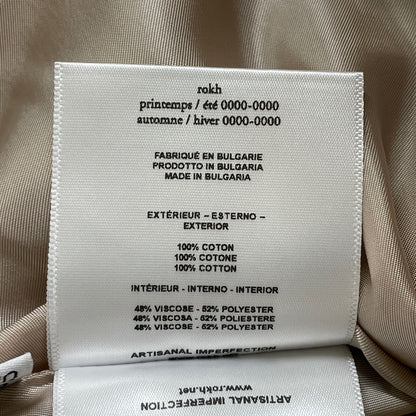 rokh
printemps / été 0000-0000
automne / hiver 0000-0000
FABRIQUÉ EN BULGARIE
PRODOTTO IN BULGARIA
MADE IN BULGARIA
EXTÉRIEUR – ESTERNO –
EXTERIOR
100% COTON
100% COTONE
100% COTTON
INTÉRIEUR - INTERNO - INTERIOR
48% VISCOSE - 52% POLYESTER
48% VISCOSA - 52% POLIESTERE
48% VISCOSE - 52% POLYESTER
ARTISANAL IMPERFECTION
www.rokh.net
ARTISANAL IMPERFECTION